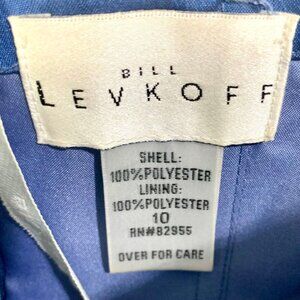 BILL
LEVKOFF
SHELL:
100%POLYESTER
LINING:
100%POLYESTER
10
RN#82955
OVER FOR CARE